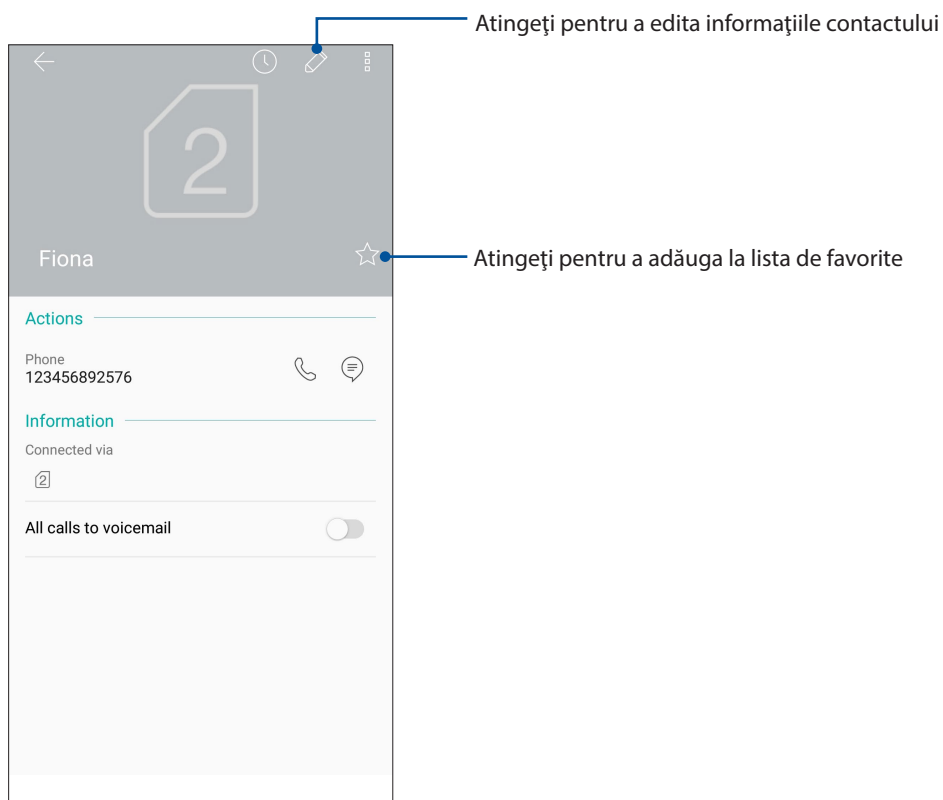 Atingeţi pentru a edita informaţiile contactului
2
Fiona
Atingeţi pentru a adăuga la lista de favorite
Actions
Phone
123456892576
Information
Connected via
2
All calls to voicemail